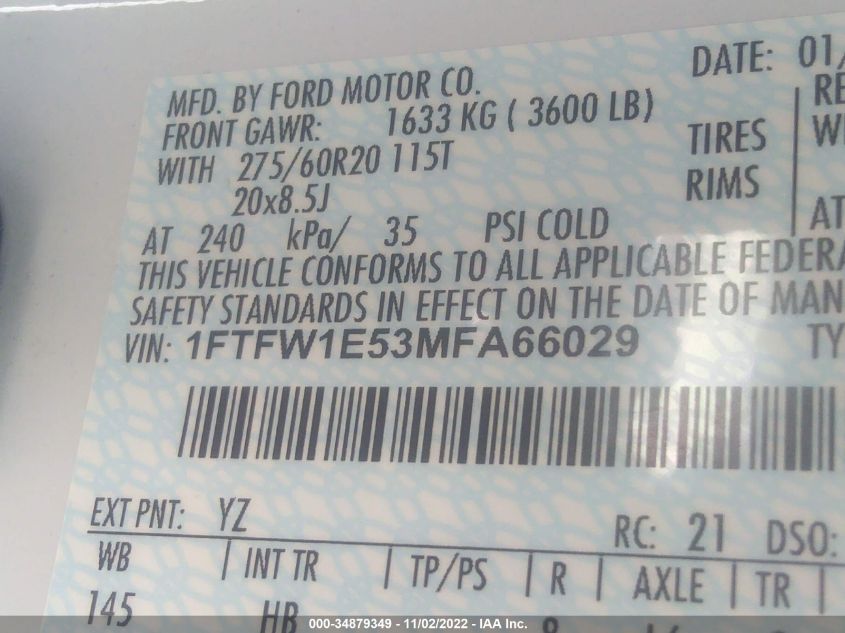 MFD. BY FORD MOTOR CO.
DATE: 01/
FRONT GAWR: 1633 KG ( 3600 LB)
WITH 275/60R20 115T TIRES
20x8.5J RIMS
AT 240 kPa/ 35 PSI COLD AT
THIS VEHICLE CONFORMS TO ALL APPLICABLE
SAFETY STANDARDS IN EFFECT ON THE DATE OF
VIN: 1FTFW1E53MFA66029
EXT PNT: YZ RC: 21 DSO:
WB | INT TR | TP/PS | R | AXLE | TR |
145 HB
000-34879349 - 11/02/2022 - IAA Inc.